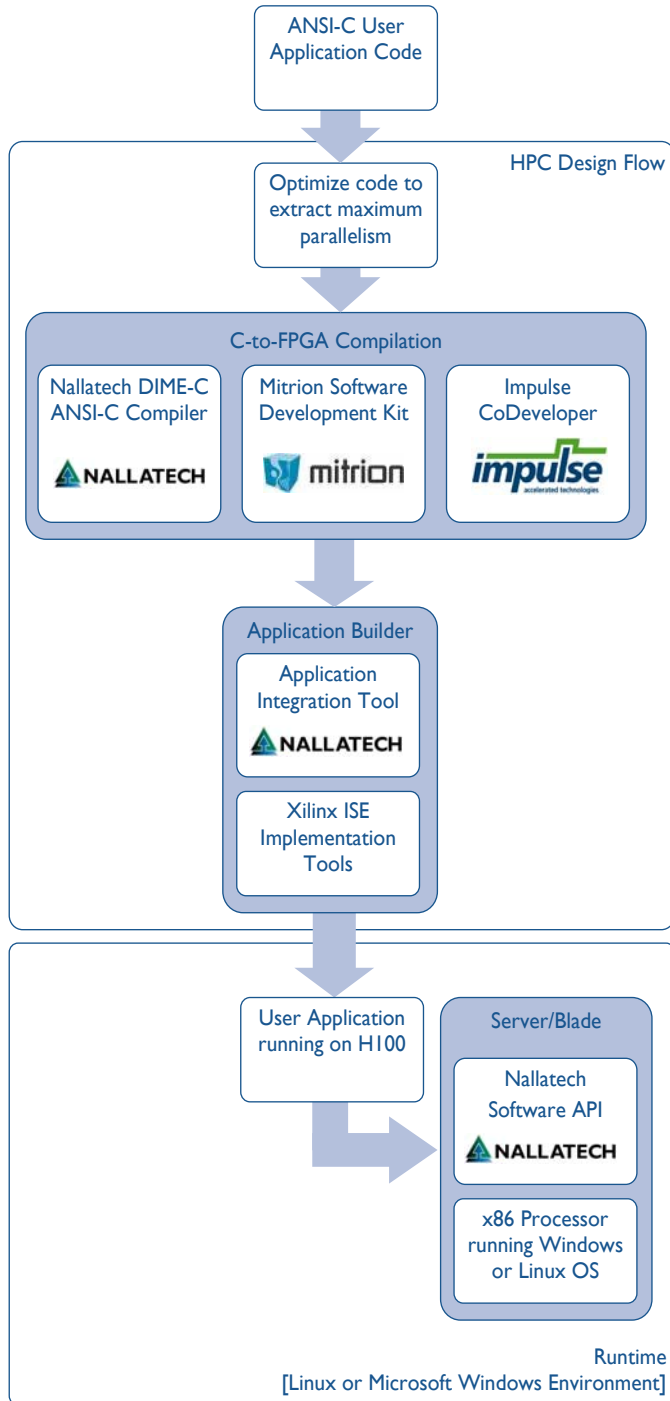 ANSI-C User
Application Code
HPC Design Flow
Optimize code to
extract maximum
parallelism
C-to-FPGA Compilation
Nallatech DIME-C
ANSI-C Compiler
NALLATECH
Mitrion Software
Development Kit
mitrion
Impulse
CoDeveloper
impulse
accelerated technologies
Application Builder
Application
Integration Tool
NALLATECH
Xilinx ISE
Implementation
Tools
User Application
running on H100
Server/Blade
Nallatech
Software API
NALLATECH
x86 Processor
running Windows
or Linux OS
Runtime
[Linux or Microsoft Windows Environment]